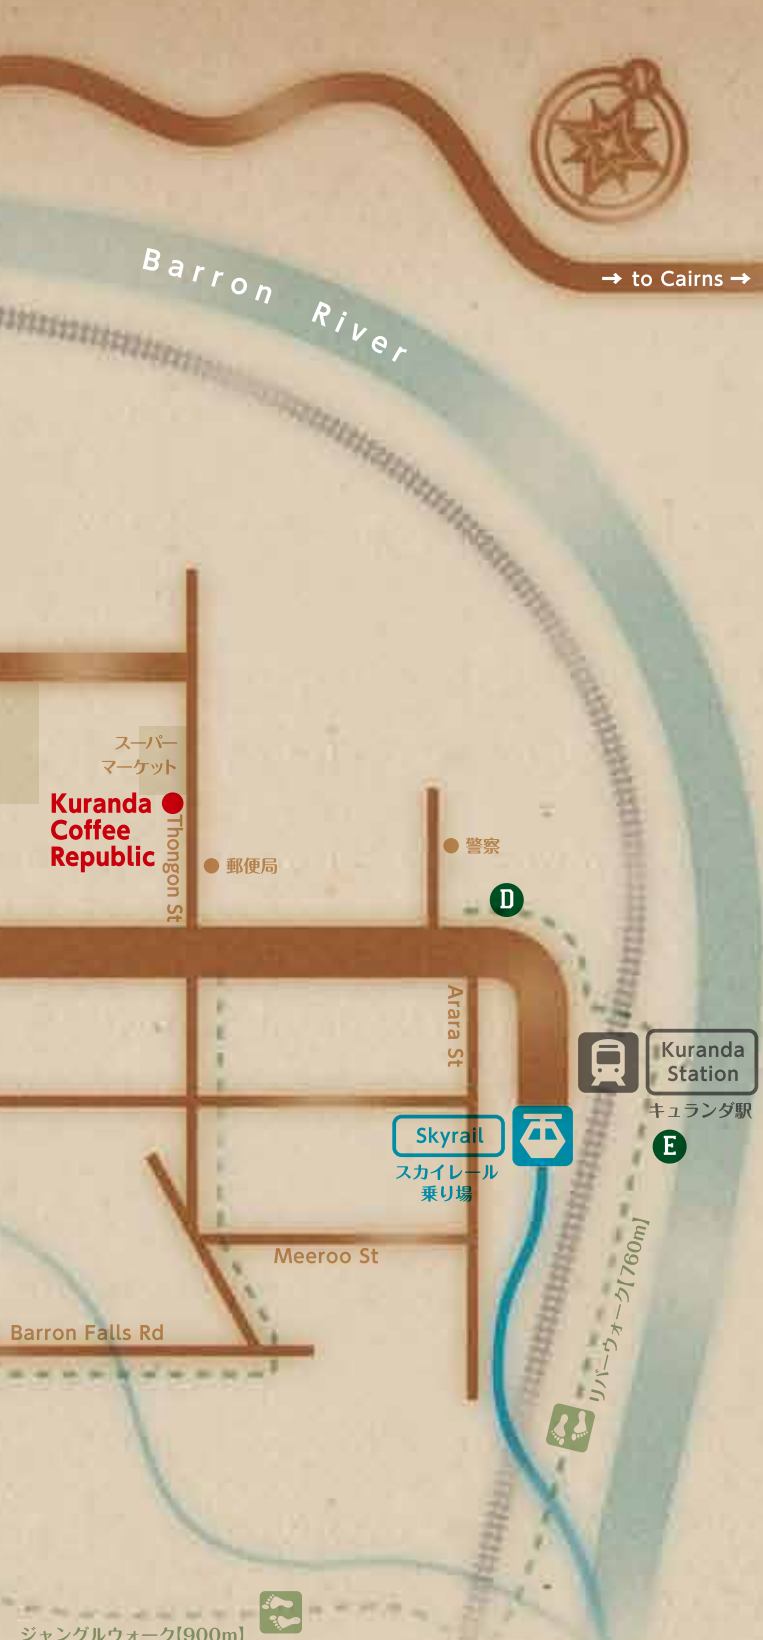 → to Cairns →
Barron River
スーパー
マーケット
Kuranda
Coffee
Republic
Thongon St
郵便局
警察
D
Arara St
Kuranda
Station
キュランダ駅
Skyrail
スカイレール
乗り場
E
Meeroo St
リバーウォーク【760m】
Barron Falls Rd
ジャングルウォーク【900m】